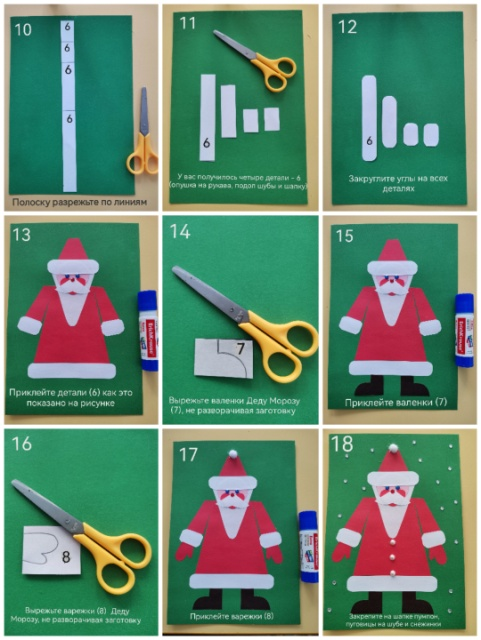 10
6
6
6
6
Полоску разрежьте по линиям
11
6
У вас получилось четыре детали - 6
(опушка на рукава, подол шубы и шапку)
12
6
Закруглите углы на всех
деталях
13
Приклейте детали (6) как это
показано на рисунке
14
7
Вырежьте валенки Деду Морозу
(7), не разворачивая заготовку
15
Приклейте валенки (7)
16
8
Вырежьте варежки (8) Деду
Морозу, не разворачивая заготовку
17
Приклейте варежки (8)
18
Закрепите на шапке пумпон,
пуговицы на шубе и снежинки